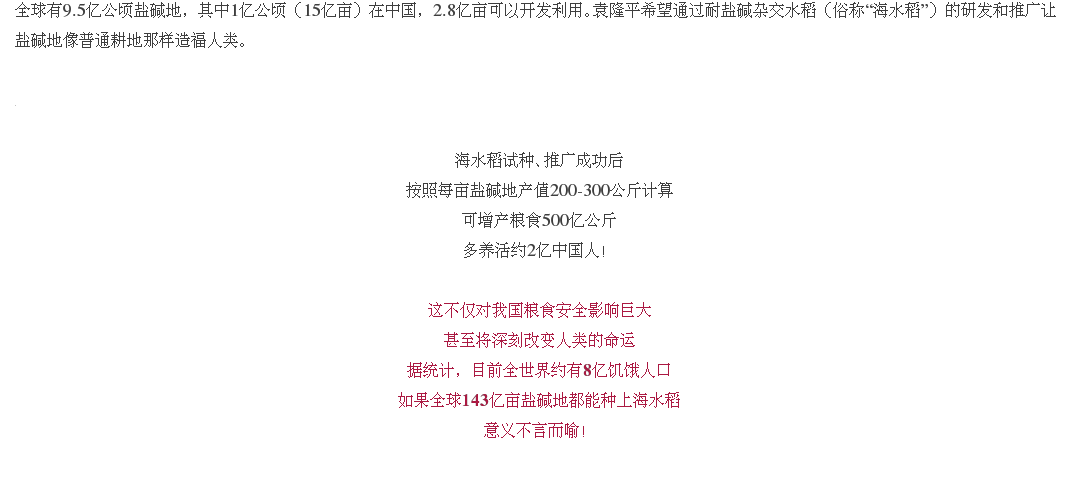 全球有9.5亿公顷盐碱地，其中1亿公顷（15亿亩）在中国，2.8亿亩可以开发利用。袁隆平希望通过耐盐碱杂交水稻（俗称“海水稻”）的研发和推广让
盐碱地像普通耕地那样造福人类。
海水稻试种、推广成功后
按照每亩盐碱地产值200-300公斤计算
可增产粮食500亿公斤
多养活约2亿中国人！
这不仅对我国粮食安全影响巨大
甚至将深刻改变人类的命运
据统计，目前全世界约有8亿饥饿人口
如果全球143亿亩盐碱地都能种上海水稻
意义不言而喻！